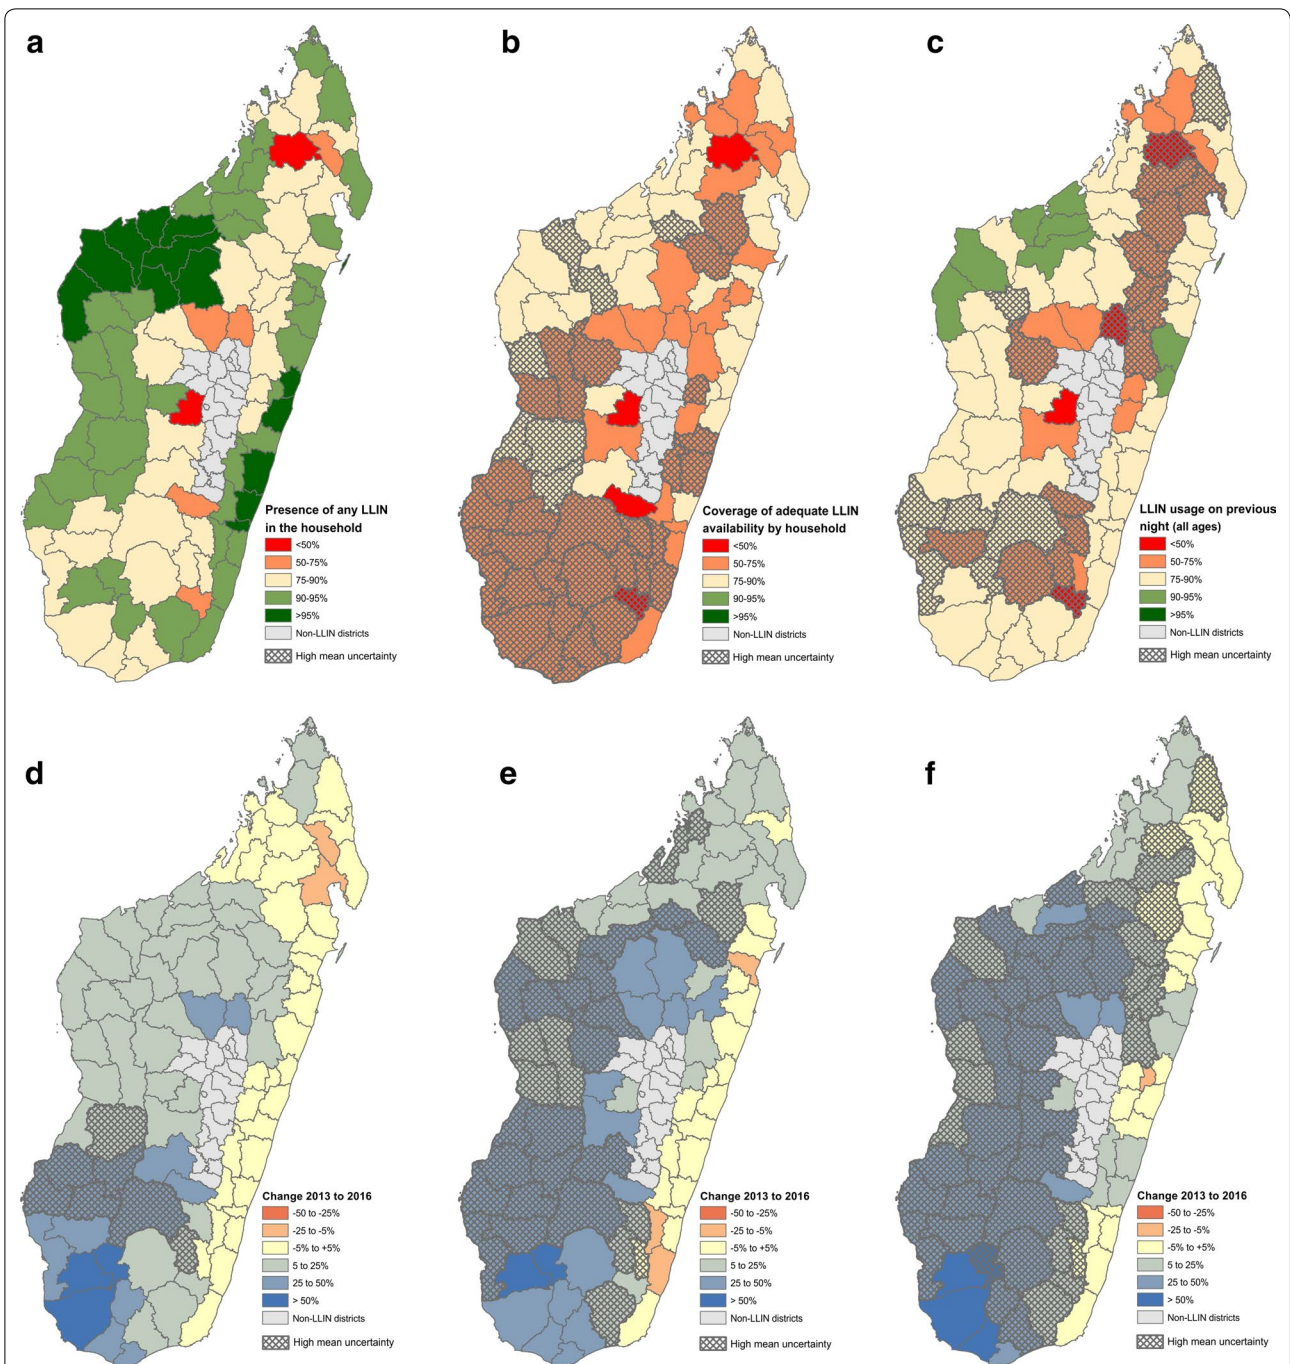 a
b
c
Presence of any LLIN
in the household
<50%
50-75%
75-90%
90-95%
>95%
Non-LLIN districts
High mean uncertainty
Coverage of adequate LLIN
availability by household
<50%
50-75%
75-90%
90-95%
>95%
Non-LLIN districts
High mean uncertainty
LLIN usage on previous
night (all ages)
<50%
50-75%
75-90%
90-95%
>95%
Non-LLIN districts
High mean uncertainty
d
e
f
Change 2013 to 2016
-50 to -25%
-25 to -5%
-5% to +5%
5 to 25%
25 to 50%
> 50%
Non-LLIN districts
High mean uncertainty
Change 2013 to 2016
-50 to -25%
-25 to -5%
-5% to +5%
5 to 25%
25 to 50%
> 50%
Non-LLIN districts
High mean uncertainty
Change 2013 to 2016
-50 to -25%
-25 to -5%
-5% to +5%
5 to 25%
25 to 50%
> 50%
Non-LLIN districts
High mean uncertainty